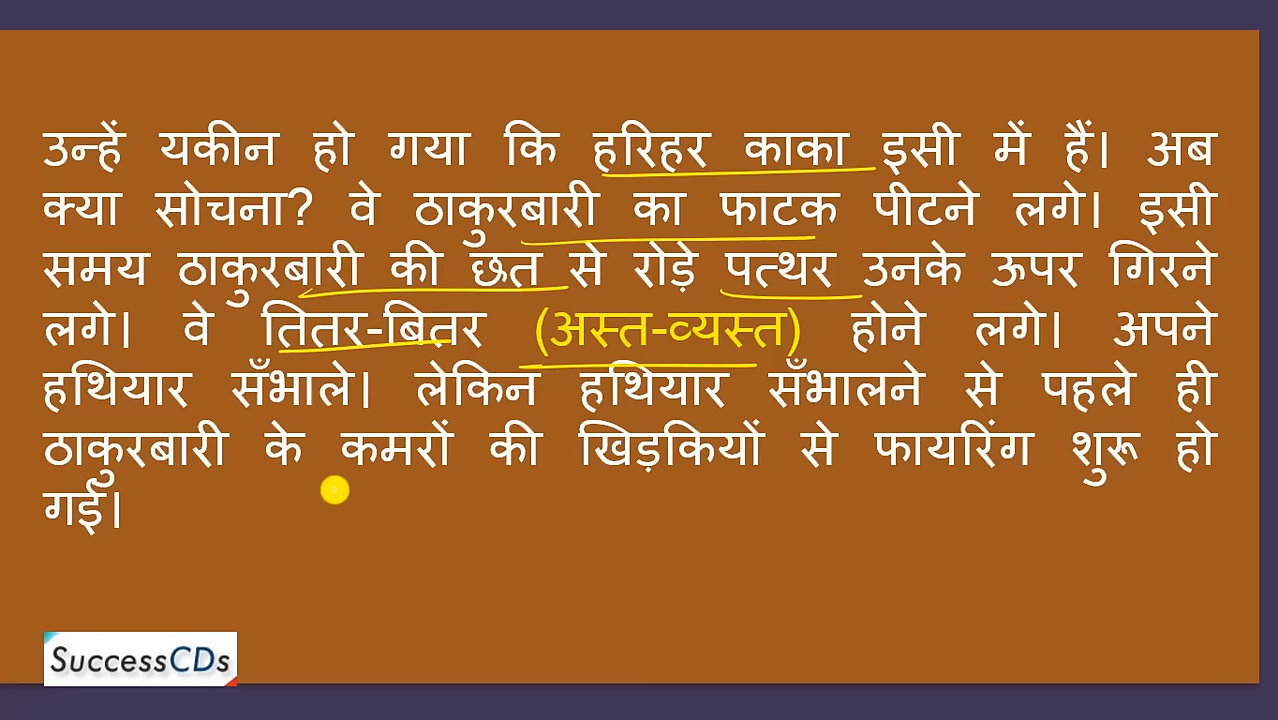 उन्हें यकीन हो गया कि हरिहर काका इसी में हैं। अब
क्या सोचना? वे ठाकुरबारी का फाटक पीटने लगे। इसी
समय ठाकुरबारी की छत से रोड़े पत्थर उनके ऊपर गिरने
लगे। वे तितर-बितर (अस्त-व्यस्त) होने लगे। अपने
हथियार सँभाले। लेकिन हथियार सँभालने से पहले ही
ठाकुरबारी के कमरों की खिड़कियों से फायरिंग शुरू हो
गई।
SuccessCDs